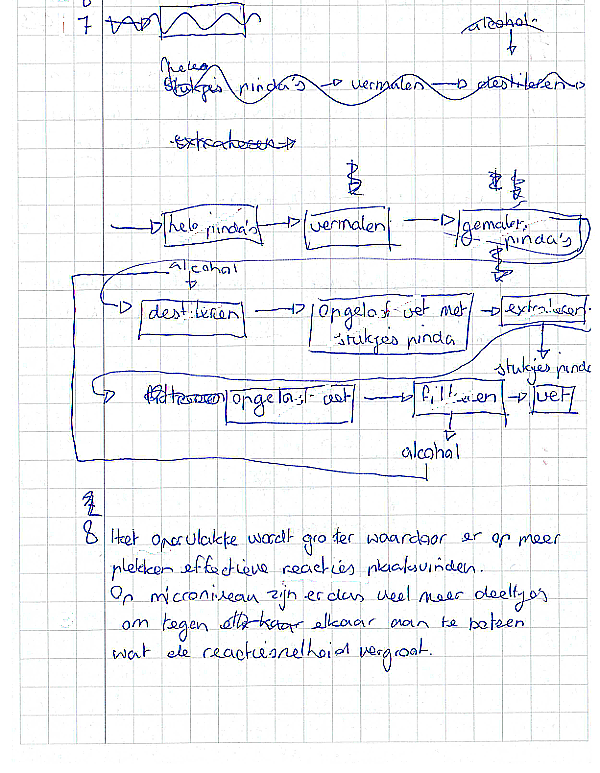 7
alcohol
hele
stukjes pinda's → vermalen → destileren →
extraheren →
→ hele pinda's → vermalen → gemalen pinda's
alcohol
→ destileren → opgelost vet met stukjes pinda → extraheren
stukjes pinda
→ opgelost vet → filtreren → vet
alcohol
8 Het oppervlakte wordt groter waardoor er op meer
plekken effectieve reacties plaatsvinden.
Op microniveau zijn er dus veel meer deeltjes
om tegen elkaar elkaar aan te botsen
wat de reactiesnelheid vergroot.